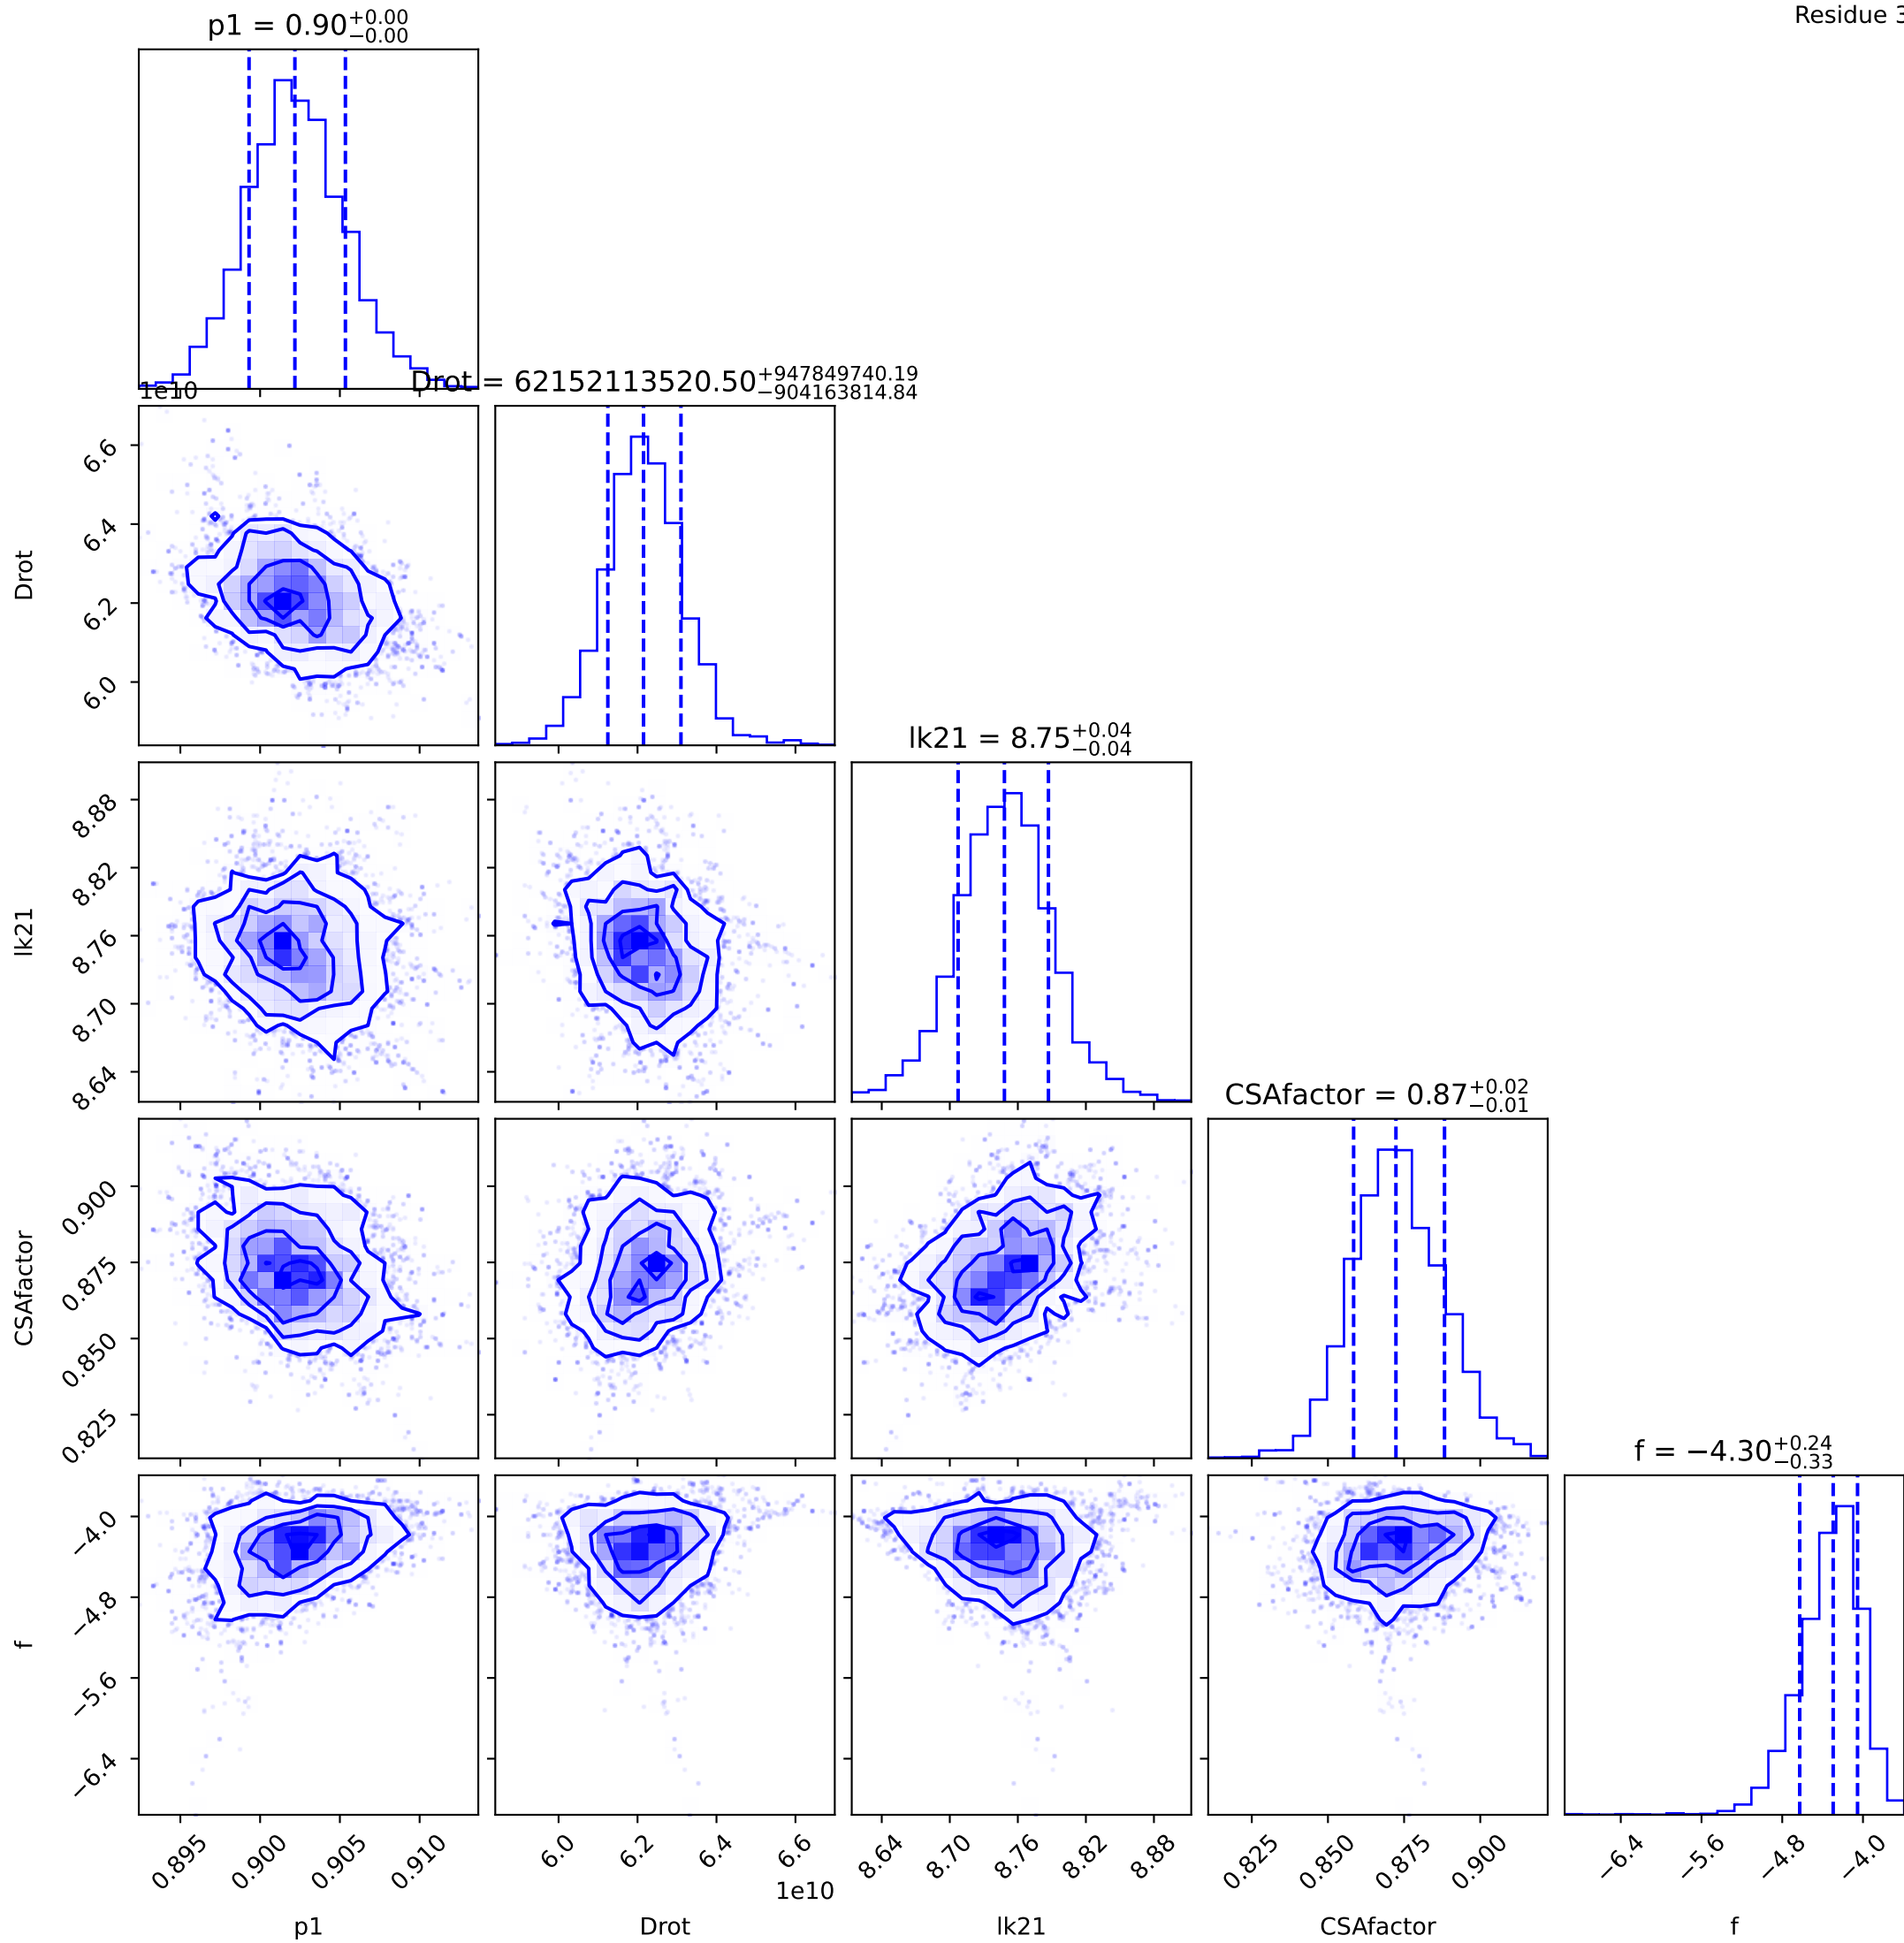 Residue 3
p1 = 0.90+0.00−0.00
1e10
Drot = 62152113520.50+947849740.19−904163814.84
6.6
6.4
6.2
6.0
Drot
lk21 = 8.75+0.04−0.04
8.88
8.82
8.76
8.70
8.64
lk21
CSAfactor = 0.87+0.02−0.01
0.900
0.875
0.850
0.825
CSAfactor
f = −4.30+0.24−0.33
−4.0
−4.8
−5.6
−6.4
f
0.895 0.900 0.905 0.910
6.0 6.2 6.4 6.6
8.64 8.70 8.76 8.82 8.88
0.825 0.850 0.875 0.900
−6.4 −5.6 −4.8 −4.0
1e10
p1 Drot lk21 CSAfactor f